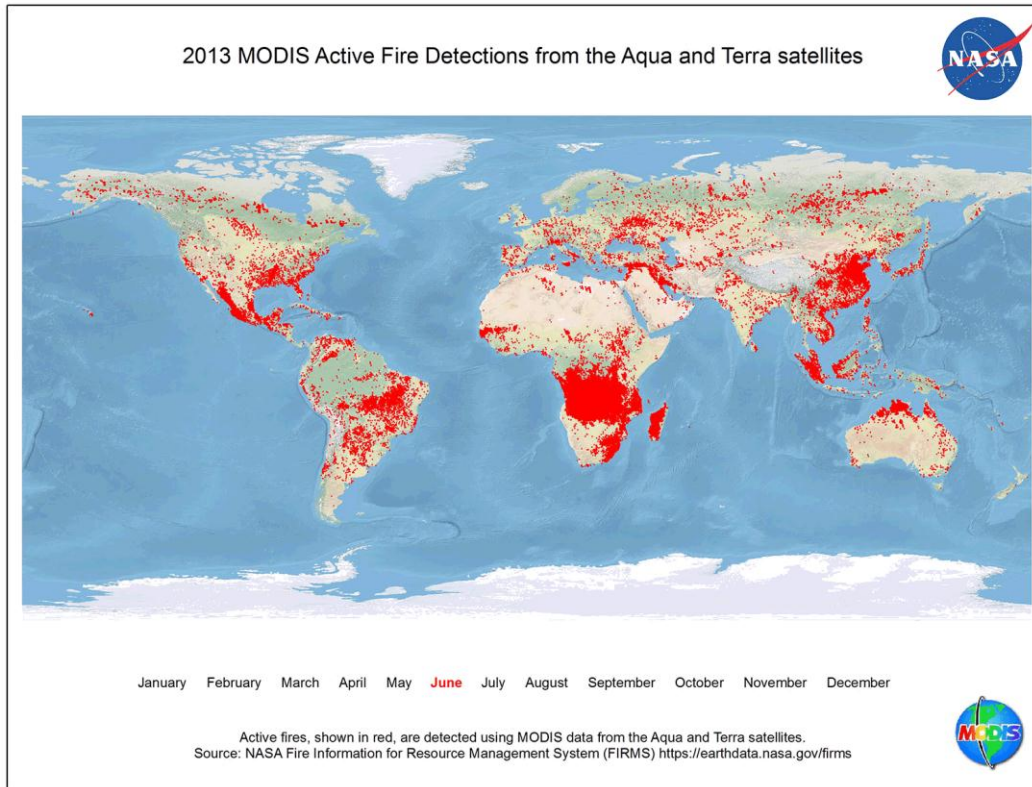 2013 MODIS Active Fire Detections from the Aqua and Terra satellites
NASA
January February March April May June July August September October November December
Active fires, shown in red, are detected using MODIS data from the Aqua and Terra satellites.
Source: NASA Fire Information for Resource Management System (FIRMS) https://earthdata.nasa.gov/firms
MODIS